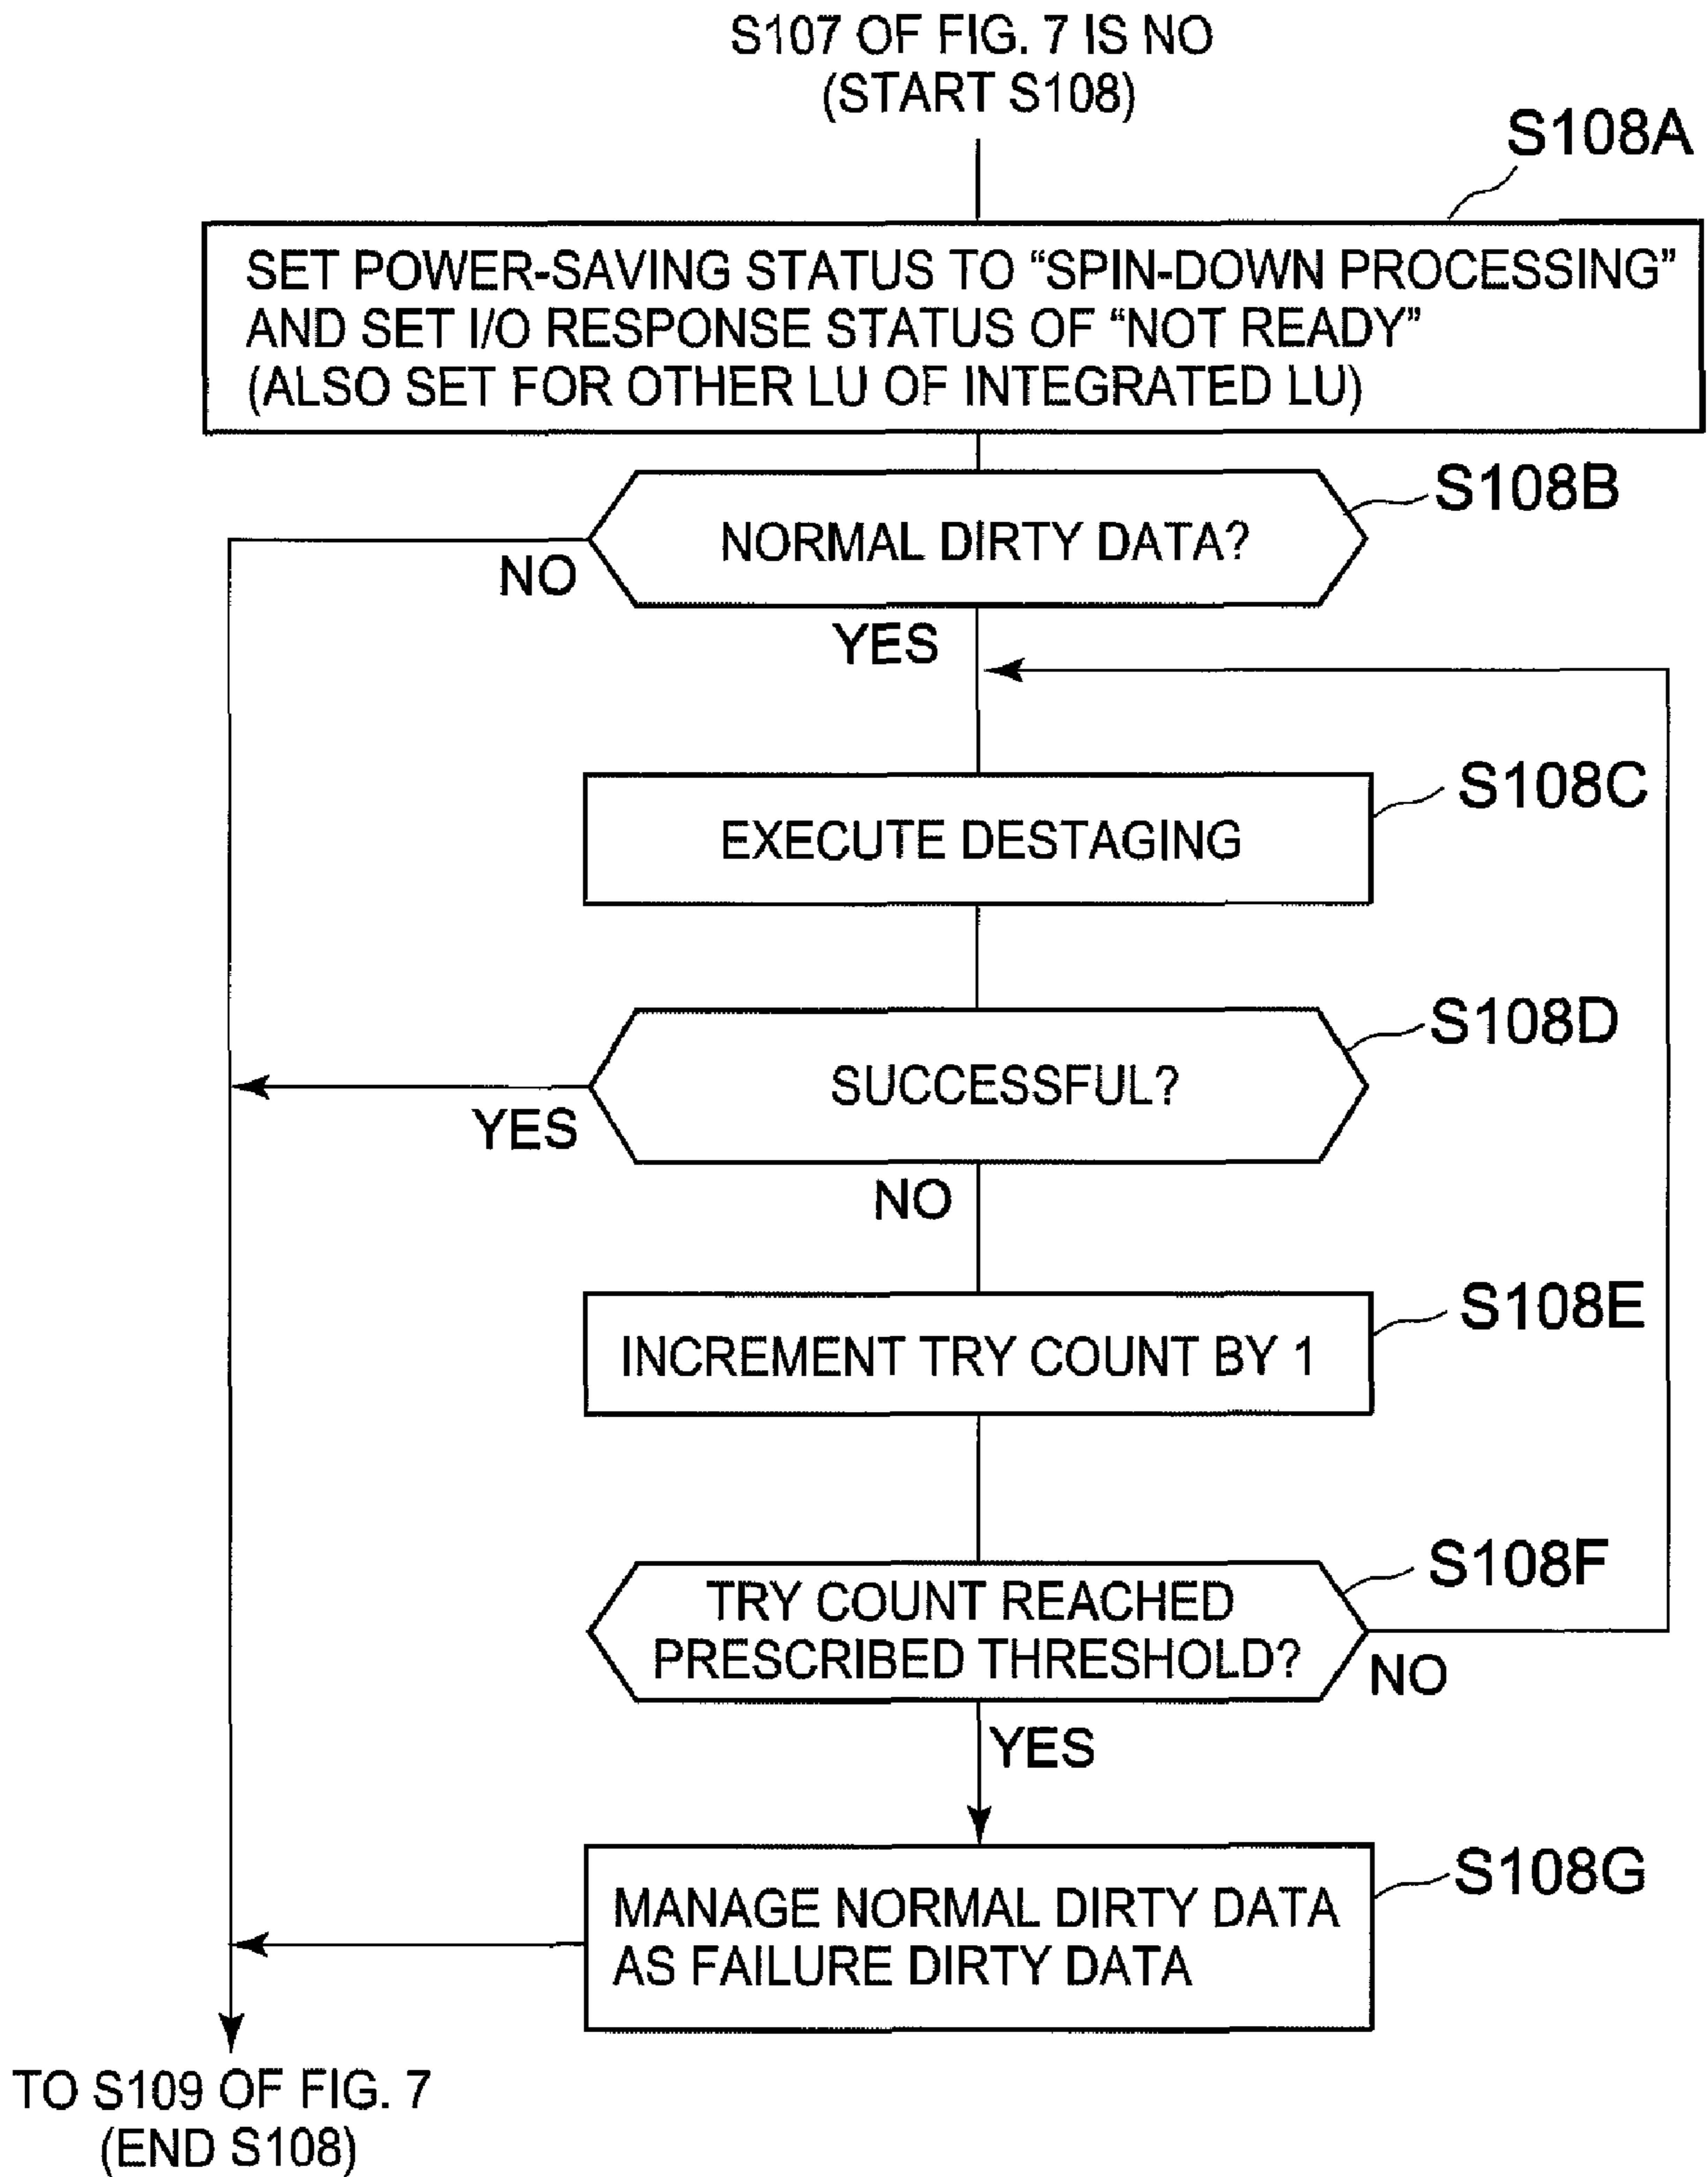 S107 OF FIG. 7 IS NO
(START S108)
S108A
SET POWER-SAVING STATUS TO “SPIN-DOWN PROCESSING”
AND SET I/O RESPONSE STATUS OF “NOT READY”
(ALSO SET FOR OTHER LU OF INTEGRATED LU)
S108B
NORMAL DIRTY DATA?
NO
YES
S108C
EXECUTE DESTAGING
S108D
SUCCESSFUL?
YES
NO
S108E
INCREMENT TRY COUNT BY 1
S108F
TRY COUNT REACHED
PRESCRIBED THRESHOLD?
NO
YES
S108G
MANAGE NORMAL DIRTY DATA
AS FAILURE DIRTY DATA
TO S109 OF FIG. 7
(END S108)